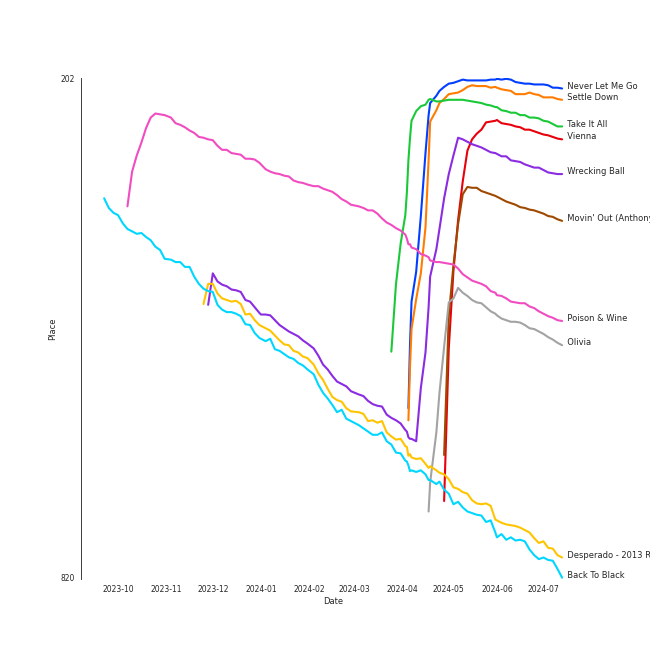 202
Never Let Me Go
Settle Down
Take It All
Vienna
Wrecking Ball
Movin' Out (Anthony
Place
Poison & Wine
Olivia
Desperado - 2013 R
Back To Black
820
2023-10 2023-11 2023-12 2024-01 2024-02 2024-03 2024-04 2024-05 2024-06 2024-07
Date